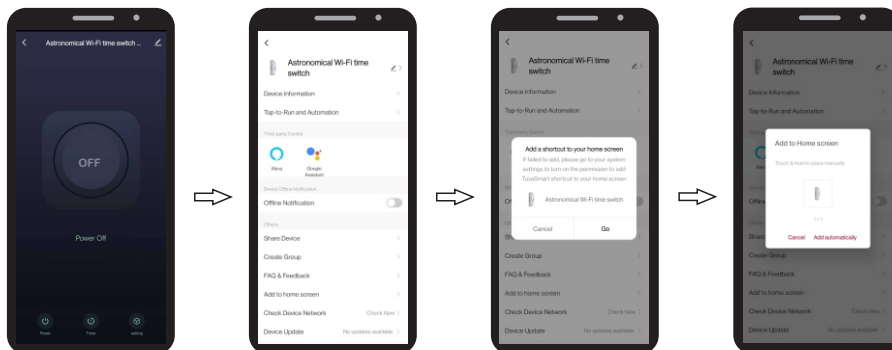 Astronomical Wi-Fi time switch ...
OFF
Power Off
Power
Timer
setting
Astronomical Wi-Fi time
switch
Device Information
Tap-to-Run and Automation
Third-party Control
Alexa
Google
Assistant
Device Offline Notification
Offline Notification
Others
Share Device
Create Group
FAQ & Feedback
Add to home screen
Check Device Network Check Now
Device Update No updates available
Astronomical Wi-Fi time
switch
Device Information
Tap-to-Run and Automation
Third-party Control
Add a shortcut to your home screen
If failed to add, please go to your system
settings to turn on the permission to add
TuyaSmart shortcut to your home screen
Astronomical Wi-Fi time switch
Cancel Go
Create Group
FAQ & Feedback
Add to home screen
Check Device Network Check Now
Device Update No updates available
Astronomical Wi-Fi time
switch
Device Information
Tap-to-Run and Automation
Add to Home screen
Touch & hold to place manually
1 x 1
Cancel Add automatically
Create Group
FAQ & Feedback
Add to home screen
Check Device Network Check Now
Device Update No updates available